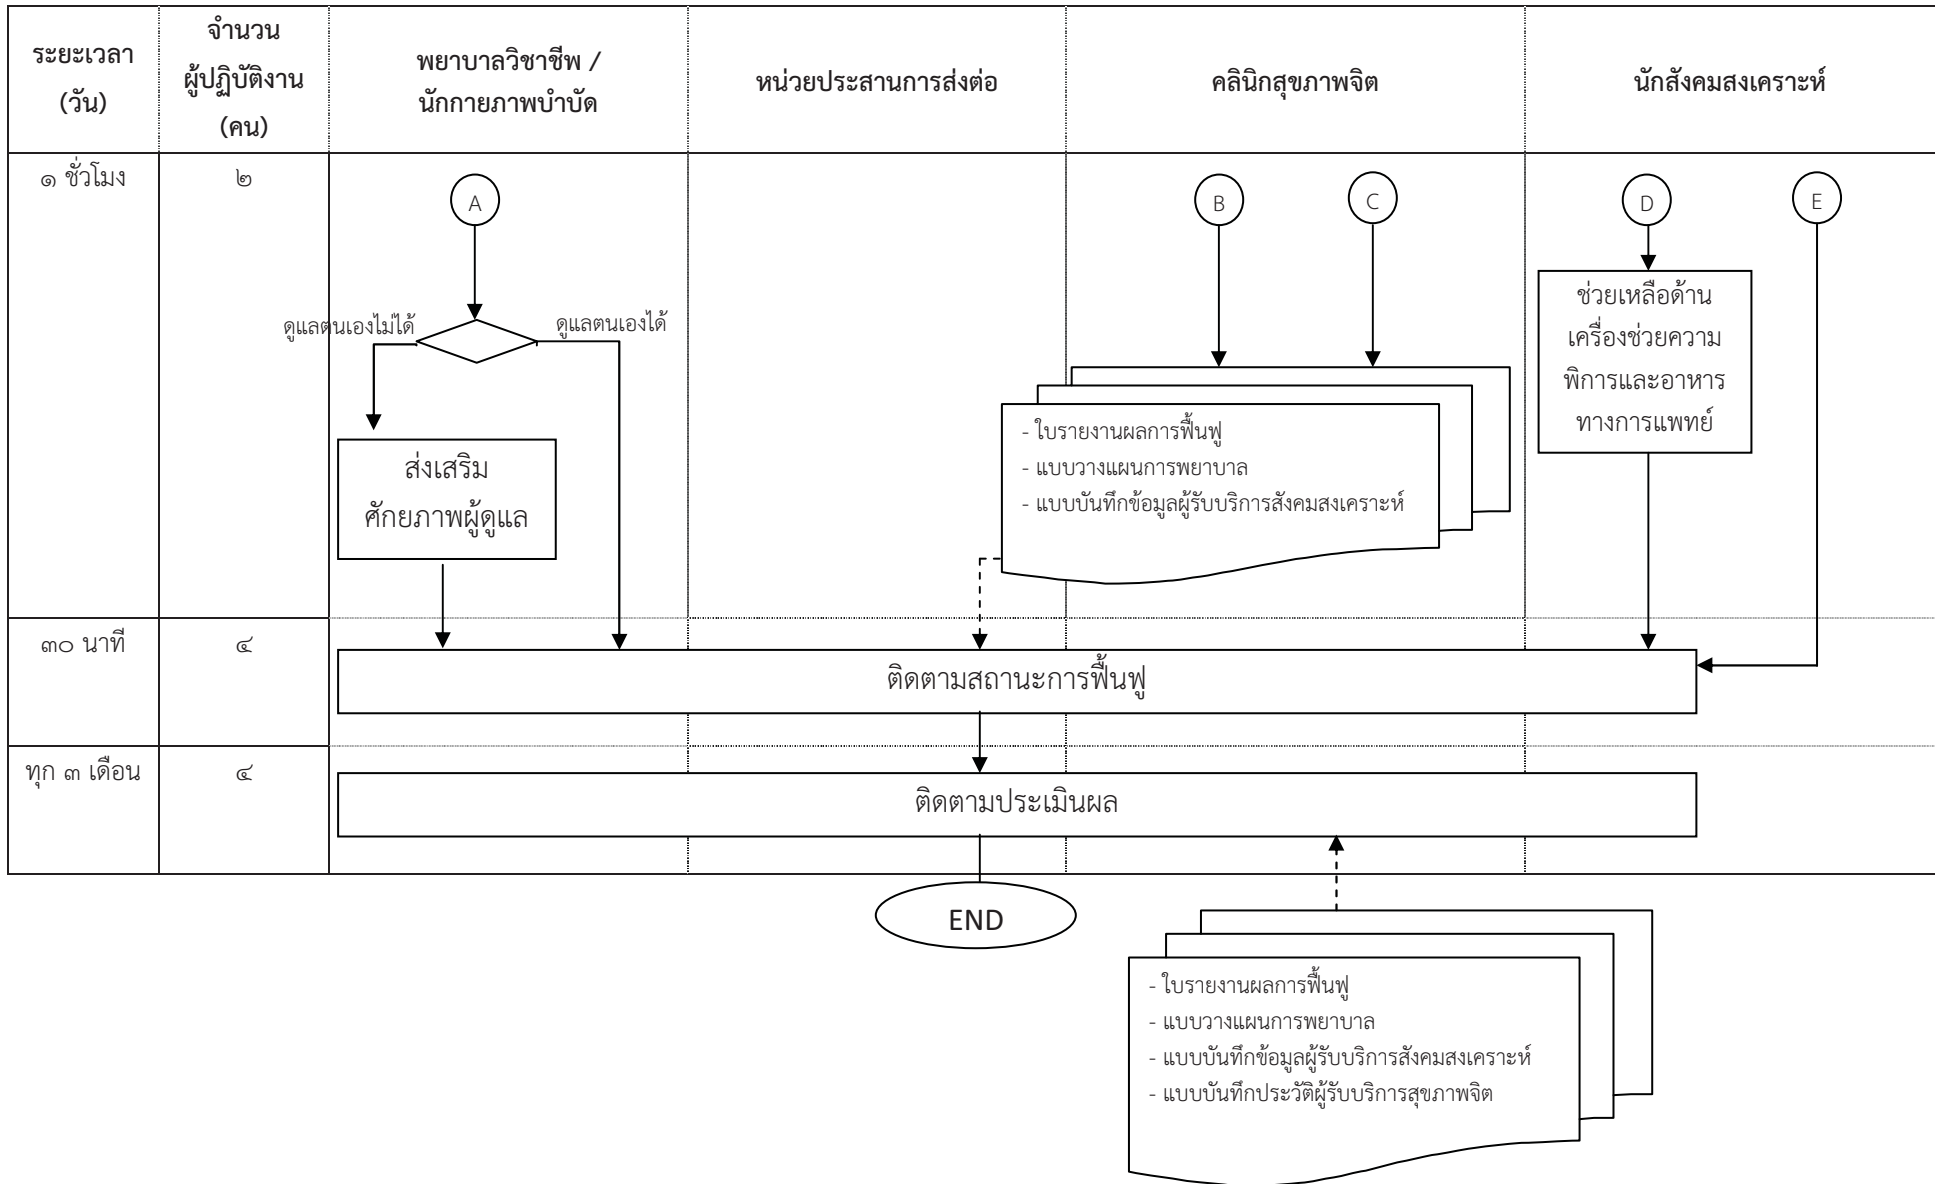 ระยะเวลา
(วัน)
จำนวน
ผู้ปฏิบัติงาน
(คน)
พยาบาลวิชาชีพ /
นักกายภาพบำบัด
หน่วยประสานการส่งต่อ
คลินิกสุขภาพจิต
นักสังคมสงเคราะห์
๑ ชั่วโมง
๒
A
B
C
D
E
ดูแลตนเองไม่ได้
ดูแลตนเองได้
ส่งเสริม
ศักยภาพผู้ดูแล
- ใบรายงานผลการฟื้นฟู
- แบบวางแผนการพยาบาล
- แบบบันทึกข้อมูลผู้รับบริการสังคมสงเคราะห์
ช่วยเหลือด้าน
เครื่องช่วยความ
พิการและอาหาร
ทางการแพทย์
๓๐ นาที
๔
ติดตามสถานะการฟื้นฟู
ทุก ๓ เดือน
๔
ติดตามประเมินผล
END
- ใบรายงานผลการฟื้นฟู
- แบบวางแผนการพยาบาล
- แบบบันทึกข้อมูลผู้รับบริการสังคมสงเคราะห์
- แบบบันทึกประวัติผู้รับบริการสุขภาพจิต